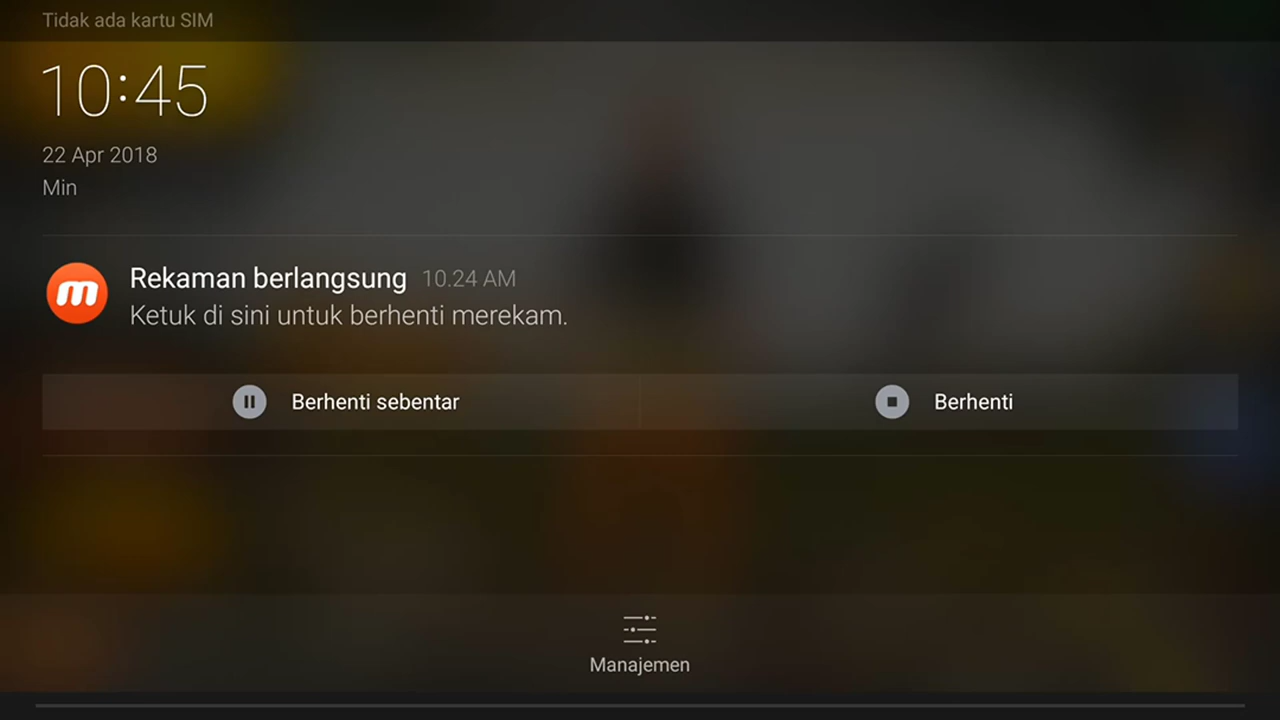 Tidak ada kartu SIM
10:45
22 Apr 2018
Min
Rekaman berlangsung 10.24 AM
Ketuk di sini untuk berhenti merekam.
Berhenti sebentar Berhenti
Manajemen